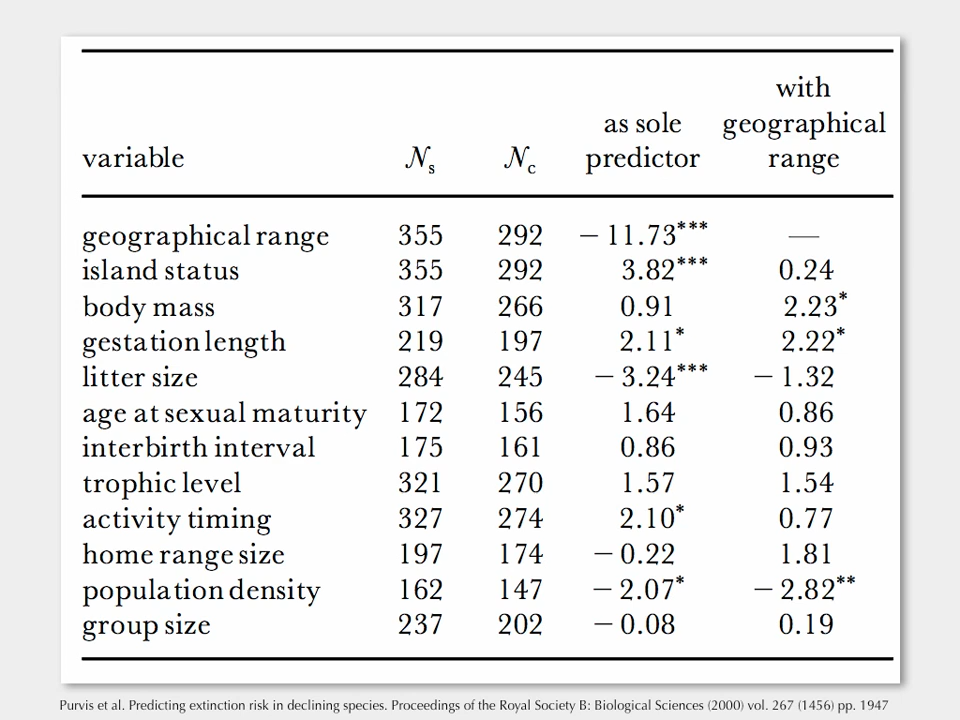 with
as sole geographical
variable 𝒩s 𝒩c predictor range
geographical range 355 292 − 11.73*** —
island status 355 292 3.82*** 0.24
body mass 317 266 0.91 2.23*
gestation length 219 197 2.11* 2.22*
litter size 284 245 − 3.24*** − 1.32
age at sexual maturity 172 156 1.64 0.86
interbirth interval 175 161 0.86 0.93
trophic level 321 270 1.57 1.54
activity timing 327 274 2.10* 0.77
home range size 197 174 − 0.22 1.81
population density 162 147 − 2.07* − 2.82**
group size 237 202 − 0.08 0.19
Purvis et al. Predicting extinction risk in declining species. Proceedings of the Royal Society B: Biological Sciences (2000) vol. 267 (1456) pp. 1947